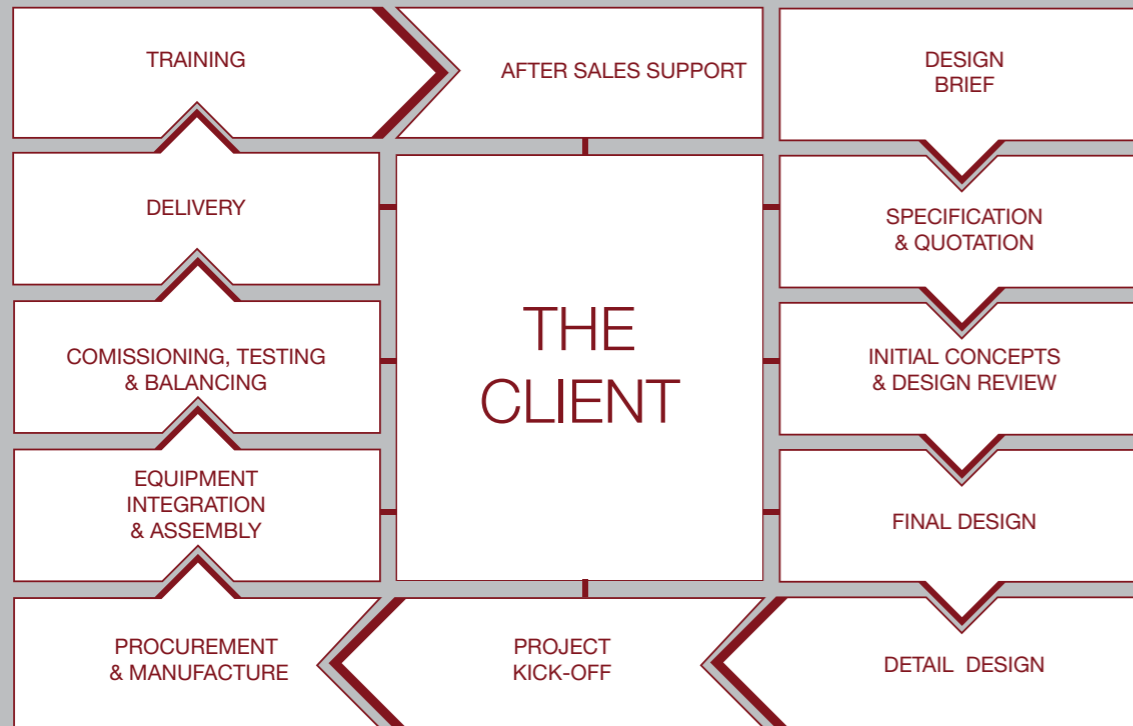 TRAINING
AFTER SALES SUPPORT
DESIGN
BRIEF
DELIVERY
SPECIFICATION
& QUOTATION
THE
CLIENT
COMISSIONING, TESTING
& BALANCING
INITIAL CONCEPTS
& DESIGN REVIEW
EQUIPMENT
INTEGRATION
& ASSEMBLY
FINAL DESIGN
PROCUREMENT
& MANUFACTURE
PROJECT
KICK-OFF
DETAIL DESIGN